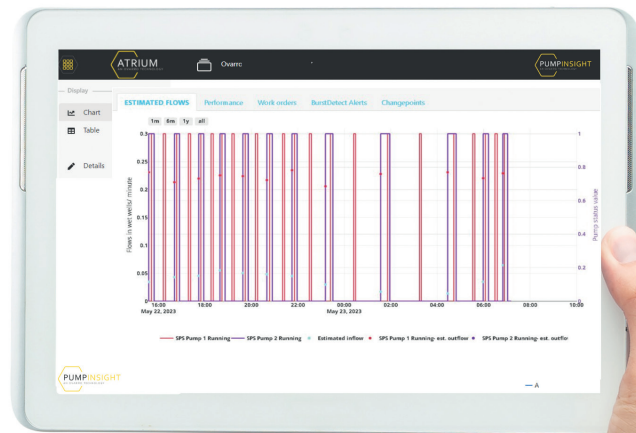 ATRIUM
Ovarro
PUMPINSIGHT
Display
Chart
Table
Details
ESTIMATED FLOWS Performance Work orders BurstDetect Alerts Changepoints
1m 6m 1y all
0.3
0.25
0.2
0.15
0.1
0.05
0
Flows in wet wells/ minute
1
0.8
0.6
0.4
0.2
0
Pump status value
16:00 18:00 20:00 22:00 00:00 02:00 04:00 06:00 08:00 10:00
May 22, 2023 May 23, 2023
SPS Pump 1 Running SPS Pump 2 Running Estimated inflow SPS Pump 1 Running- est. outflow SPS Pump 2 Running- est. outflow
PUMPINSIGHT
A